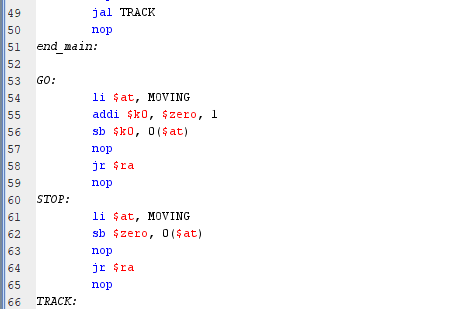 49 jal TRACK
50 nop
51 end_main:
52
53 GO:
54 li $at, MOVING
55 addi $k0, $zero, 1
56 sb $k0, 0($at)
57 nop
58 jr $ra
59 nop
60 STOP:
61 li $at, MOVING
62 sb $zero, 0($at)
63 nop
64 jr $ra
65 nop
66 TRACK: